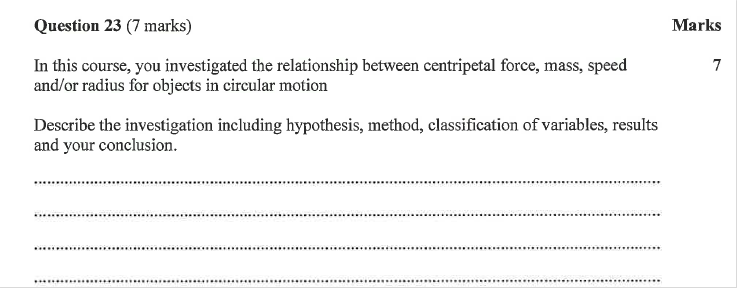 Question 23 (7 marks) Marks
In this course, you investigated the relationship between centripetal force, mass, speed 7
and/or radius for objects in circular motion
Describe the investigation including hypothesis, method, classification of variables, results
and your conclusion.